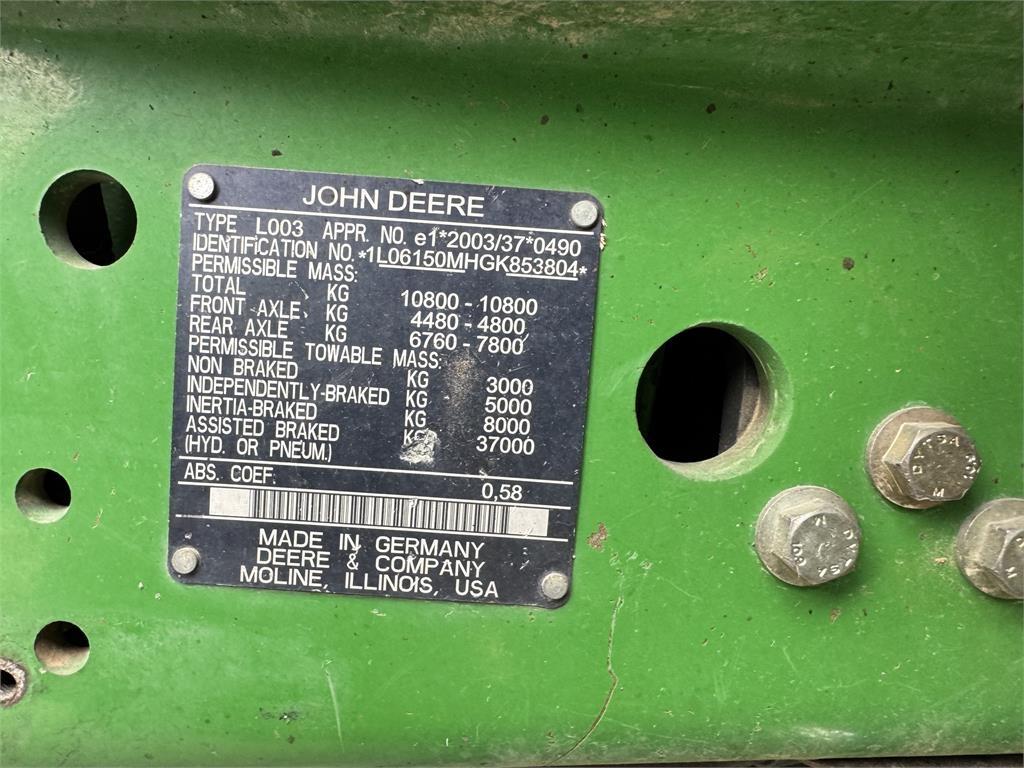 JOHN DEERE
TYPE L003 APPR. NO. e1*2003/37*0490
IDENTIFICATION NO. *1L06150MHGK853804*
PERMISSIBLE MASS:
TOTAL KG 10800 - 10800
FRONT AXLE KG 4480 - 4800
REAR AXLE KG 6760 - 7800
PERMISSIBLE TOWABLE MASS:
NON BRAKED KG 3000
INDEPENDENTLY-BRAKED KG 5000
INERTIA-BRAKED KG 8000
ASSISTED BRAKED KG 37000
(HYD. OR PNEUM.)
ABS. COEF. 0,58
MADE IN GERMANY
DEERE & COMPANY
MOLINE, ILLINOIS, USA